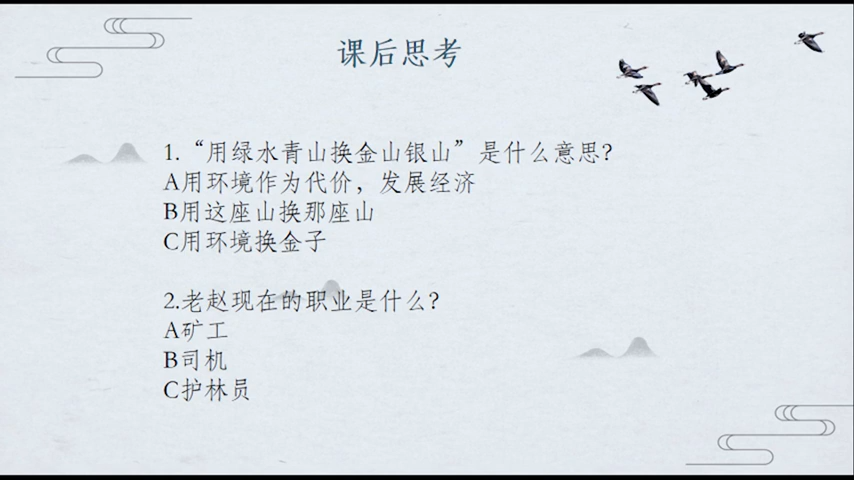 课后思考
1.“用绿水青山换金山银山”是什么意思?
A用环境作为代价，发展经济
B用这座山换那座山
C用环境换金子
2.老赵现在的职业是什么?
A矿工
B司机
C护林员